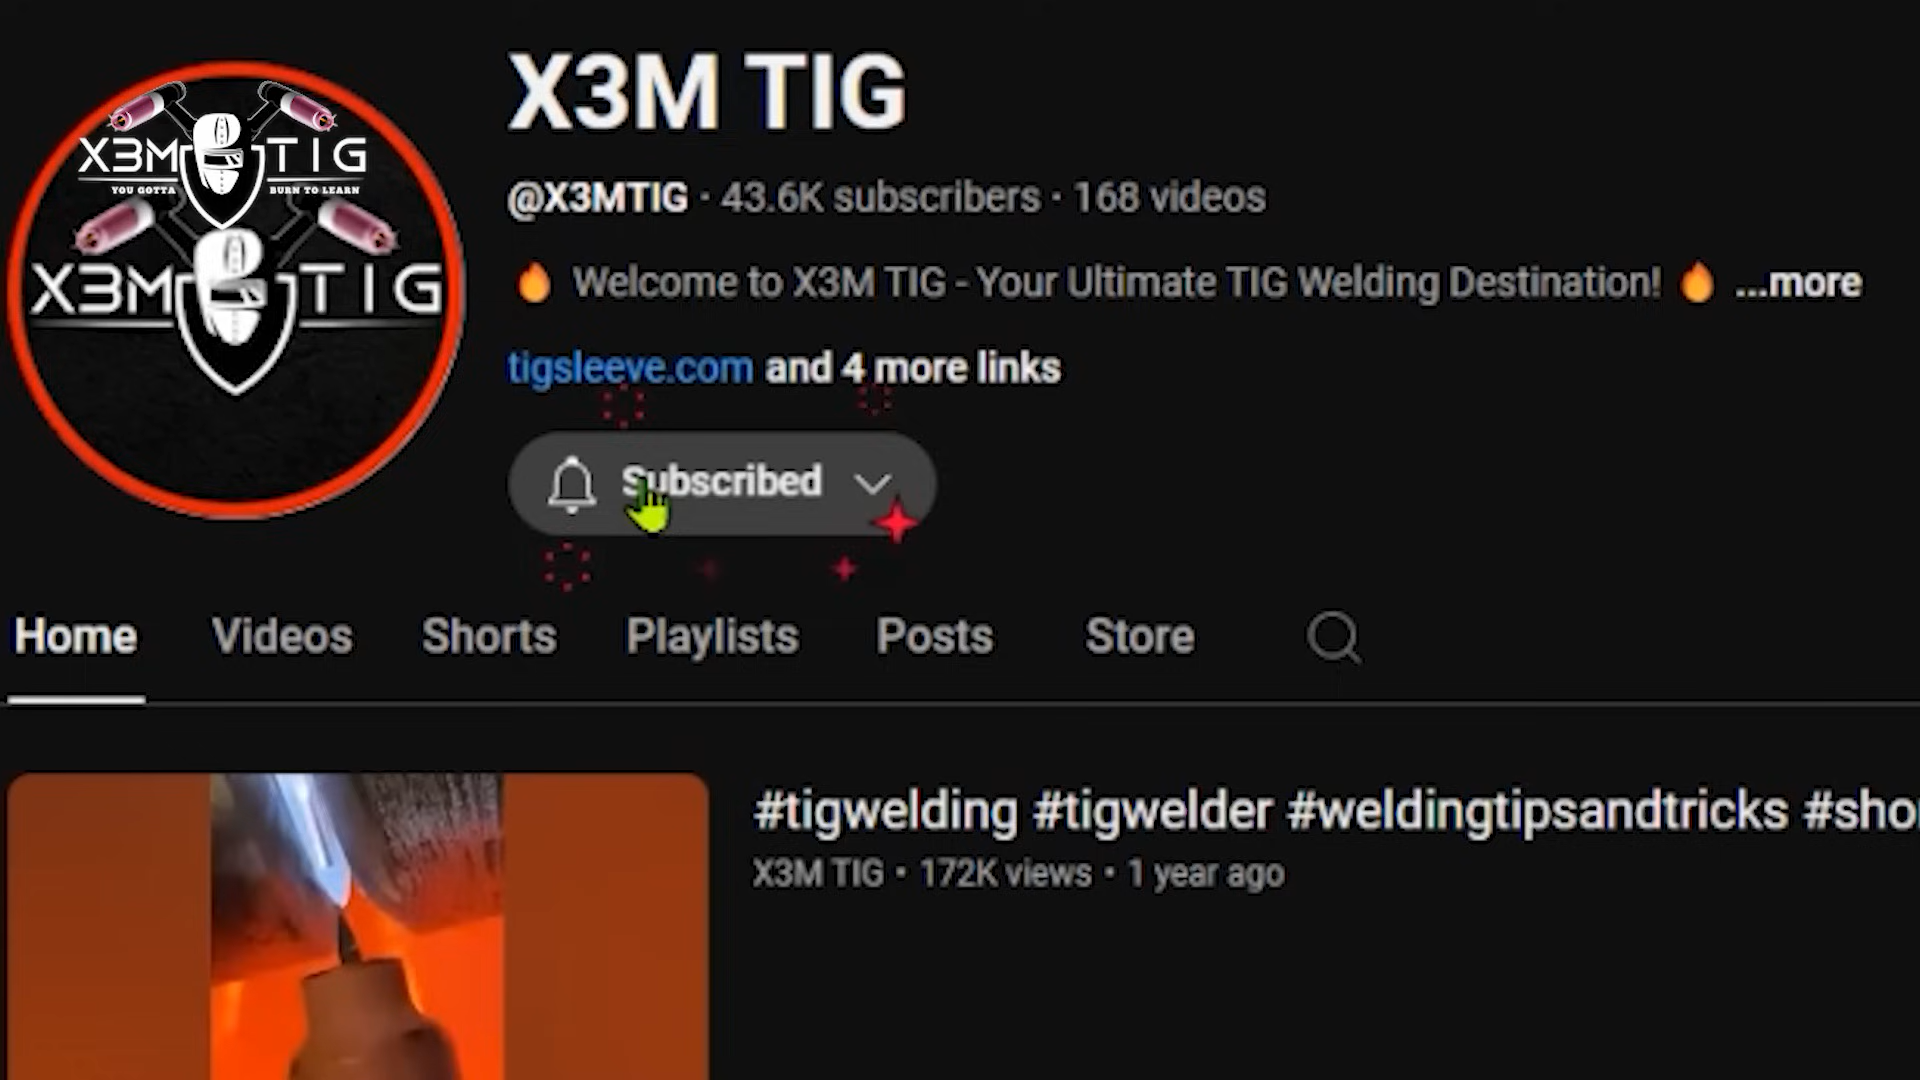 X3M TIG
YOU GOTTA BURN TO LEARN
X3M TIG
X3M TIG
@X3MTIG · 43.6K subscribers · 168 videos
🔥 Welcome to X3M TIG - Your Ultimate TIG Welding Destination! 🔥 ...more
tigsleeve.com and 4 more links
Subscribed
Home Videos Shorts Playlists Posts Store
#tigwelding #tigwelder #weldingtipsandtricks #sho
X3M TIG · 172K views · 1 year ago